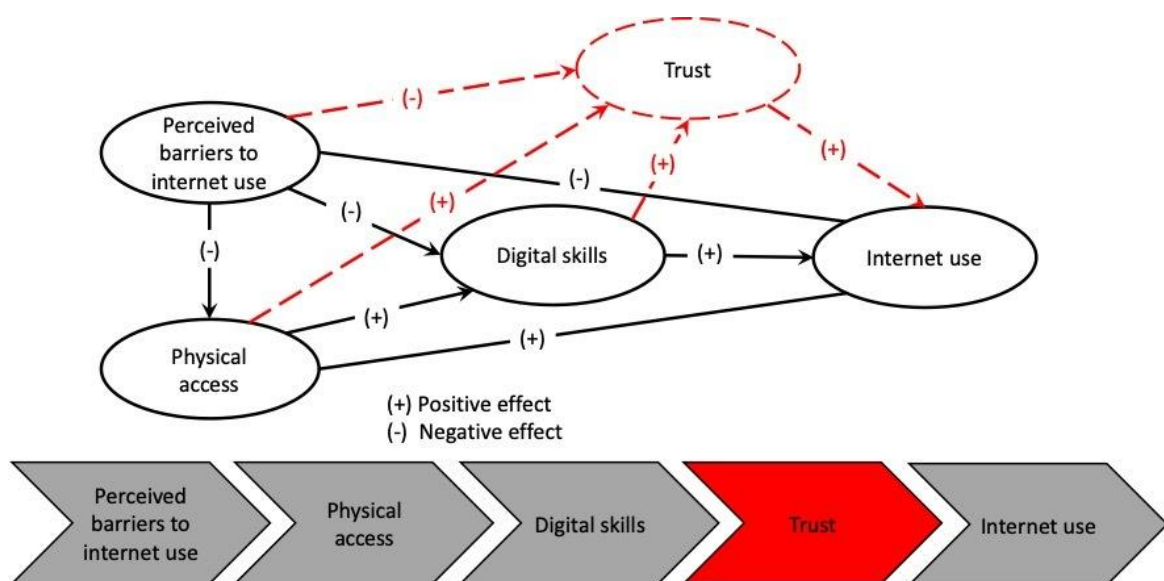 Trust
(-)
Perceived
barriers to
internet use
(+)
(+)
(-)
(-)
(+)
(-)
Digital skills
(+)
Internet use
(+)
(+)
Physical
access
(+) Positive effect
(-) Negative effect
Perceived
barriers to
internet use
Physical
access
Digital skills
Trust
Internet use